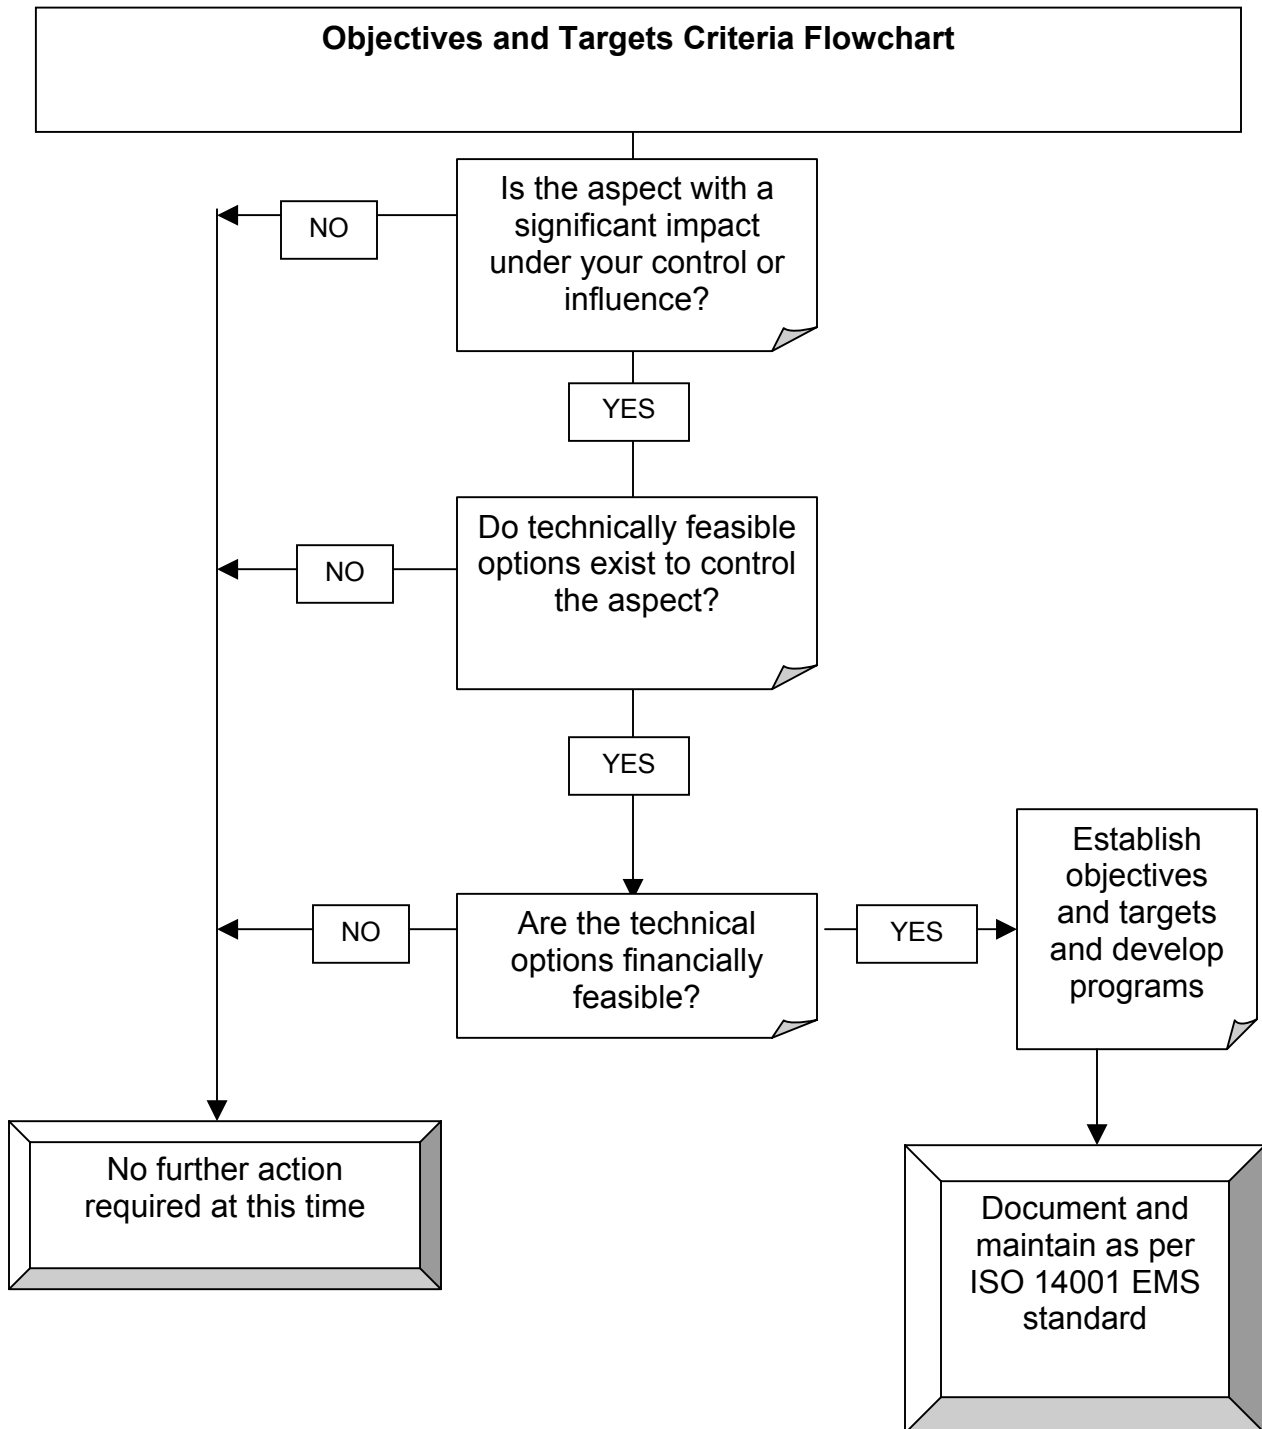 Objectives and Targets Criteria Flowchart
Is the aspect with a
significant impact
under your control or
influence?
NO
YES
Do technically feasible
options exist to control
the aspect?
NO
YES
Are the technical
options financially
feasible?
NO
YES
Establish
objectives
and targets
and develop
programs
No further action
required at this time
Document and
maintain as per
ISO 14001 EMS
standard